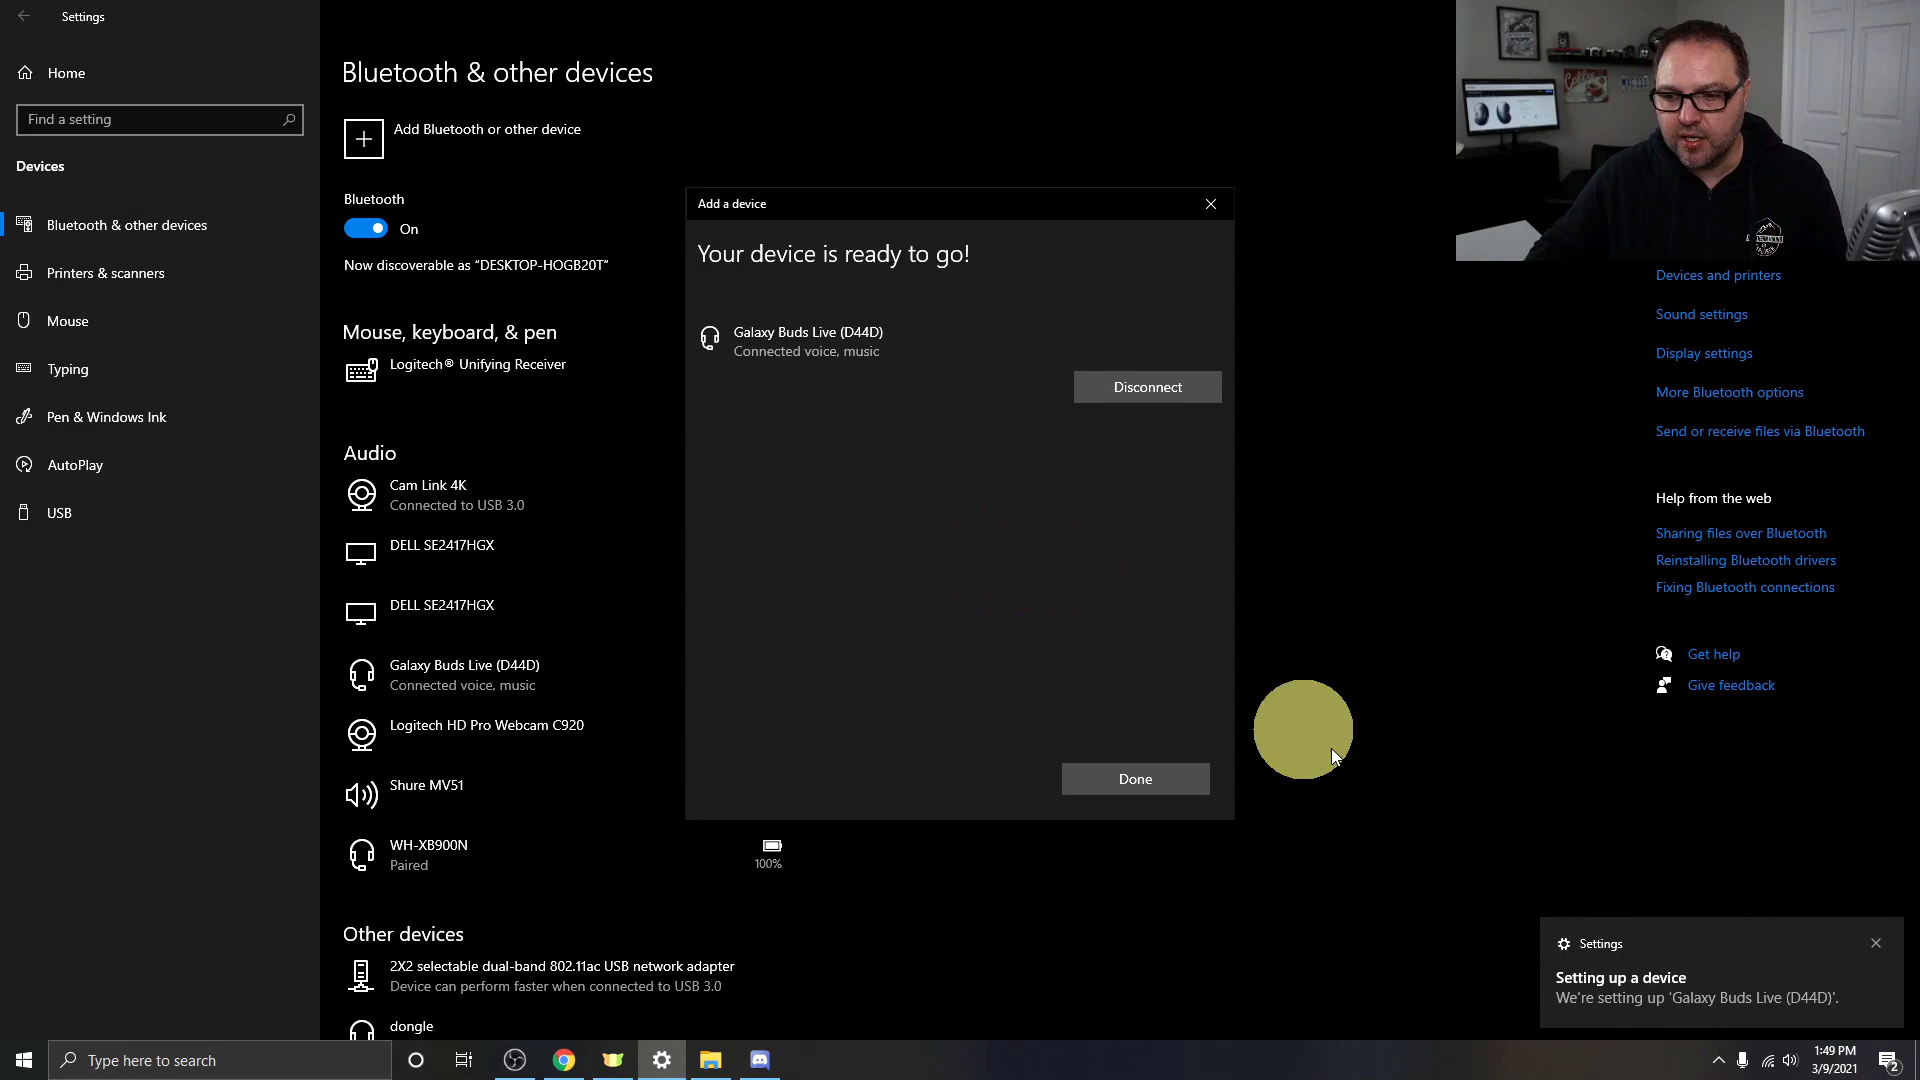 Settings
Home
Find a setting
Devices
Bluetooth & other devices
Printers & scanners
Mouse
Typing
Pen & Windows Ink
AutoPlay
USB
Bluetooth & other devices
Add Bluetooth or other device
Bluetooth
On
Now discoverable as “DESKTOP-HOGB20T”
Mouse, keyboard, & pen
Logitech® Unifying Receiver
Audio
Cam Link 4K
Connected to USB 3.0
DELL SE2417HGX
DELL SE2417HGX
Galaxy Buds Live (D44D)
Connected voice, music
Logitech HD Pro Webcam C920
Shure MV51
WH-XB900N
Paired
100%
Other devices
2X2 selectable dual-band 802.11ac USB network adapter
Device can perform faster when connected to USB 3.0
dongle
Add a device
Your device is ready to go!
Galaxy Buds Live (D44D)
Connected voice, music
Disconnect
Done
Coffee
Devices and printers
Sound settings
Display settings
More Bluetooth options
Send or receive files via Bluetooth
Help from the web
Sharing files over Bluetooth
Reinstalling Bluetooth drivers
Fixing Bluetooth connections
Get help
Give feedback
Settings
Setting up a device
We're setting up 'Galaxy Buds Live (D44D)'.
Type here to search
1:49 PM
3/9/2021
2